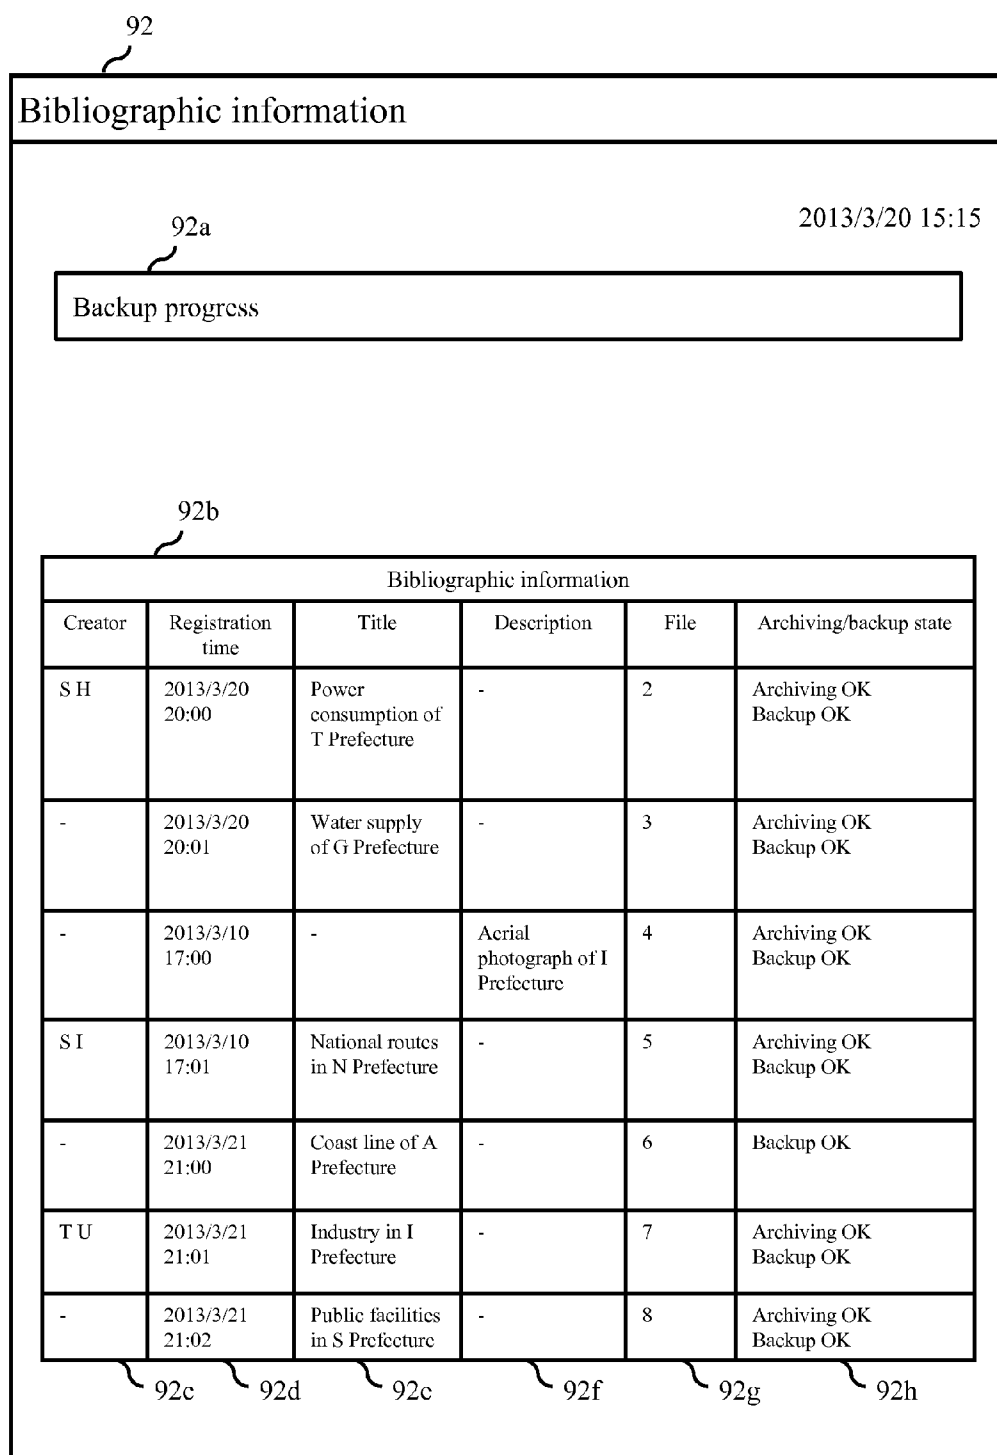 92
Bibliographic information
2013/3/20 15:15
92a
Backup progress
92b
Bibliographic information
Creator
Registration
time
Title
Description
File
Archiving/backup state
S H
2013/3/20
20:00
Power
consumption of
T Prefecture
-
2
Archiving OK
Backup OK
-
2013/3/20
20:01
Water supply
of G Prefecture
-
3
Archiving OK
Backup OK
-
2013/3/10
17:00
-
Aerial
photograph of I
Prefecture
4
Archiving OK
Backup OK
S I
2013/3/10
17:01
National routes
in N Prefecture
-
5
Archiving OK
Backup OK
-
2013/3/21
21:00
Coast line of A
Prefecture
-
6
Backup OK
T U
2013/3/21
21:01
Industry in I
Prefecture
-
7
Archiving OK
Backup OK
-
2013/3/21
21:02
Public facilities
in S Prefecture
-
8
Archiving OK
Backup OK
92c
92d
92e
92f
92g
92h